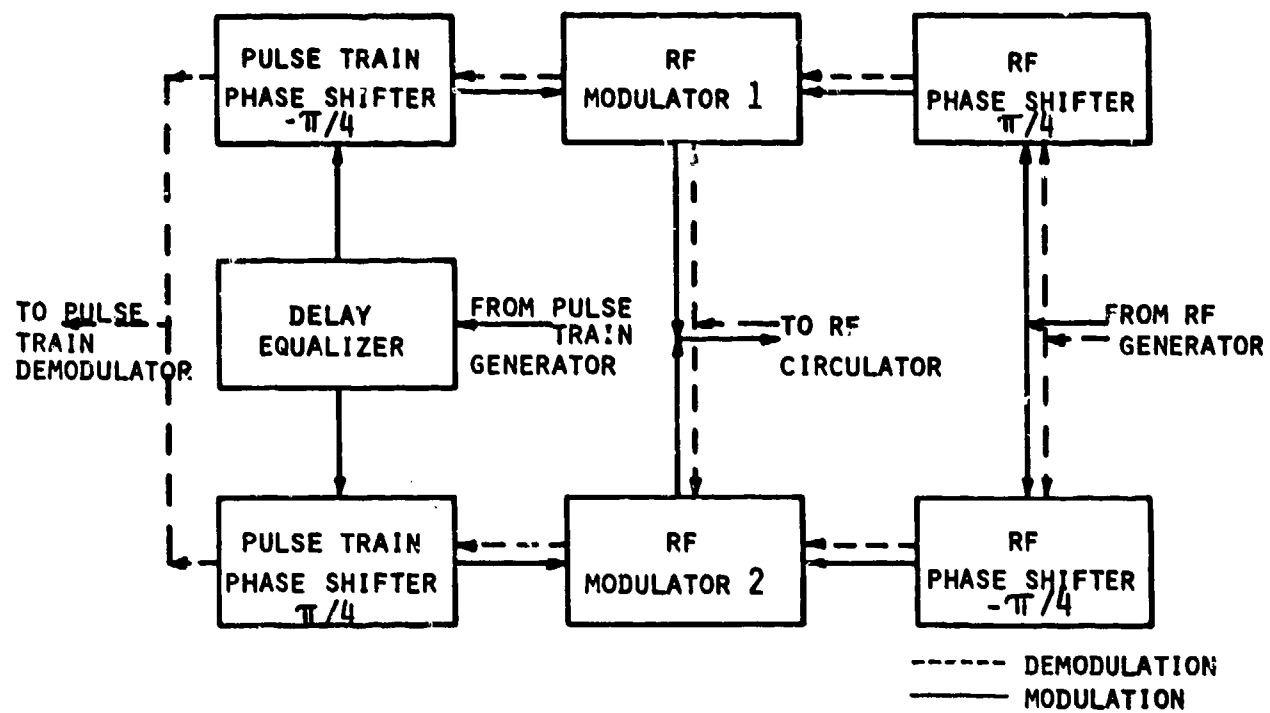 PULSE TRAIN
PHASE SHIFTER
-π/4
RF
MODULATOR 1
RF
PHASE SHIFTER
π/4
TO PULSE
TRAIN
DEMODULATOR
DELAY
EQUALIZER
FROM PULSE
TRAIN
GENERATOR
TO RF
CIRCULATOR
FROM RF
GENERATOR
PULSE TRAIN
PHASE SHIFTER
π/4
RF
MODULATOR 2
RF
PHASE SHIFTER
-π/4
DEMODULATION
MODULATION